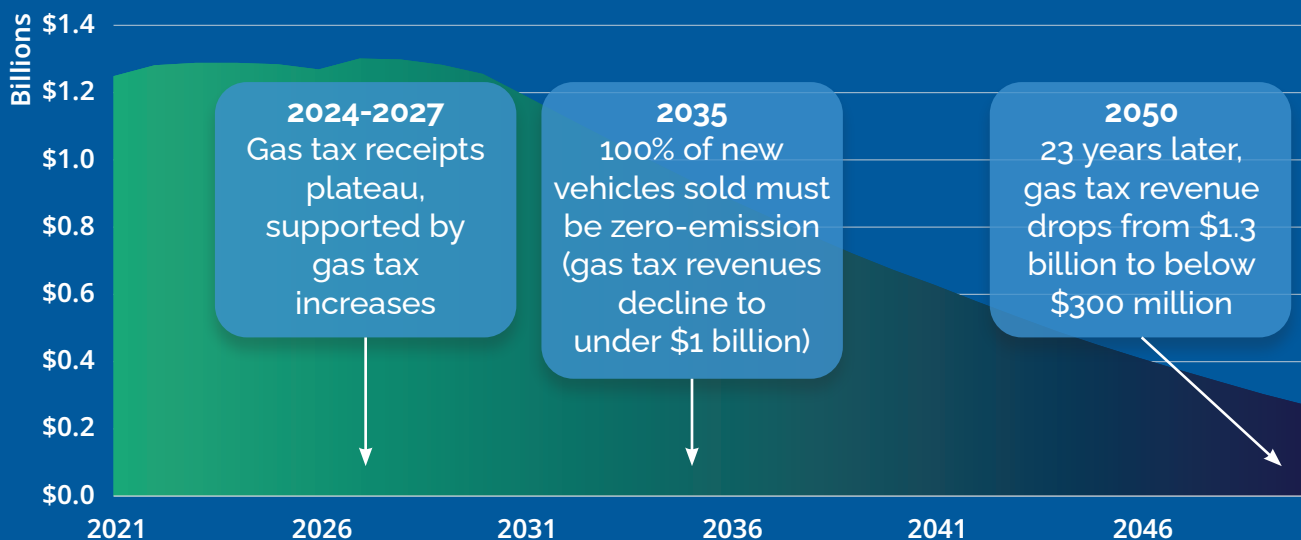 Billions
$1.4
$1.2
$1.0
$0.8
$0.6
$0.4
$0.2
$0.0
2024-2027
Gas tax receipts
plateau,
supported by
gas tax
increases
2035
100% of new
vehicles sold must
be zero-emission
(gas tax revenues
decline to
under $1 billion)
2050
23 years later,
gas tax revenue
drops from $1.3
billion to below
$300 million
2021
2026
2031
2036
2041
2046